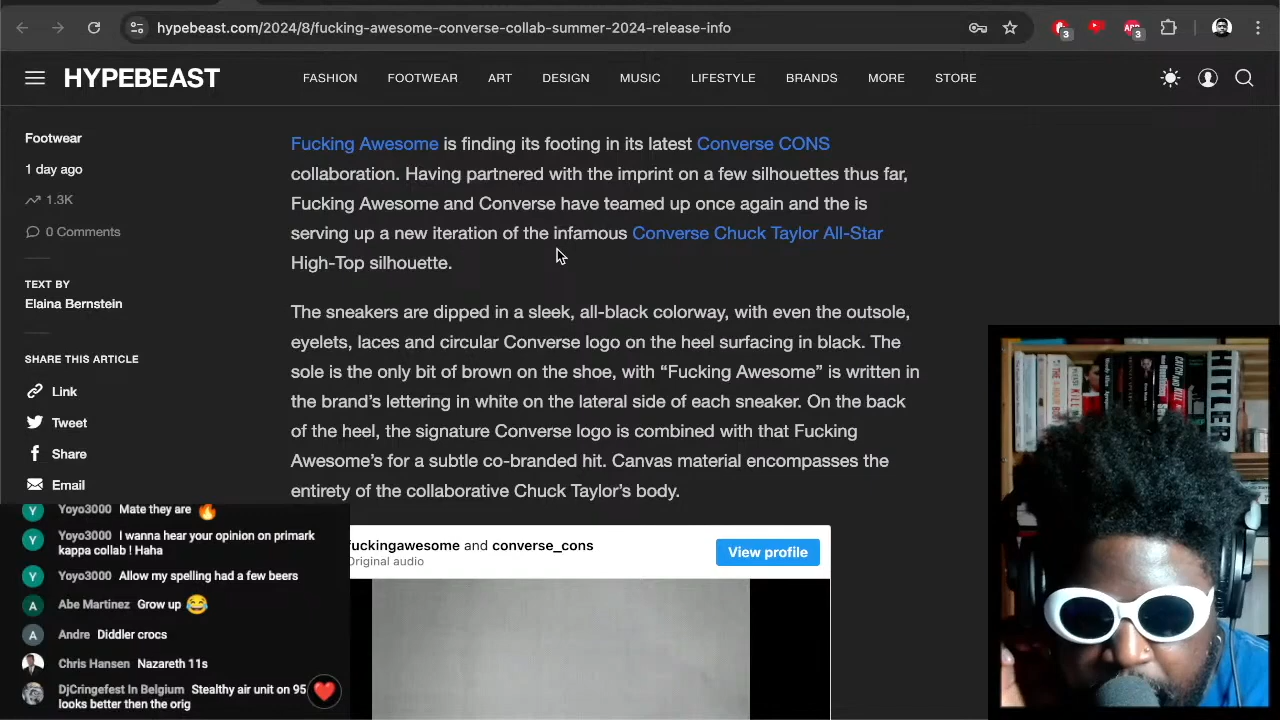 hypebeast.com/2024/8/fucking-awesome-converse-collab-summer-2024-release-info
3
3
HYPEBEAST
FASHION
FOOTWEAR
ART
DESIGN
MUSIC
LIFESTYLE
BRANDS
MORE
STORE
Footwear
1 day ago
1.3K
0 Comments
TEXT BY
Elaina Bernstein
SHARE THIS ARTICLE
Link
Tweet
Share
Email
Fucking Awesome is finding its footing in its latest Converse CONS
collaboration. Having partnered with the imprint on a few silhouettes thus far,
Fucking Awesome and Converse have teamed up once again and the is
serving up a new iteration of the infamous Converse Chuck Taylor All-Star
High-Top silhouette.
The sneakers are dipped in a sleek, all-black colorway, with even the outsole,
eyelets, laces and circular Converse logo on the heel surfacing in black. The
sole is the only bit of brown on the shoe, with “Fucking Awesome” is written in
the brand’s lettering in white on the lateral side of each sneaker. On the back
of the heel, the signature Converse logo is combined with that Fucking
Awesome’s for a subtle co-branded hit. Canvas material encompasses the
entirety of the collaborative Chuck Taylor’s body.
fuckingawesome and converse_cons
Original audio
View profile
Y Yoyo3000 Mate they are 🔥
Y Yoyo3000 I wanna hear your opinion on primark
kappa collab ! Haha
Y Yoyo3000 Allow my spelling had a few beers
A Abe Martinez Grow up 😂
A Andre Diddler crocs
Chris Hansen Nazareth 11s
DjCringefest In Belgium Stealthy air unit on 95
looks better then the orig
HITLER
CATCH AND KILL